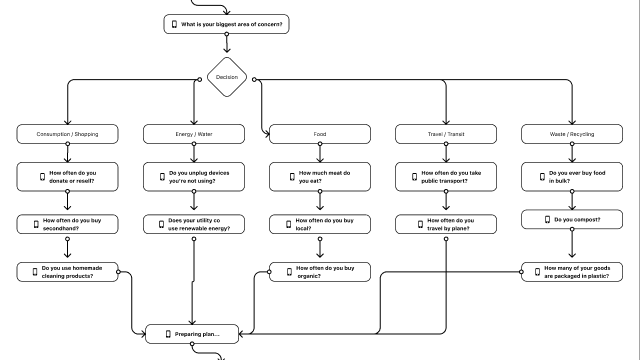 What is your biggest area of concern?
Decision
Consumption / Shopping
Energy / Water
Food
Travel / Transit
Waste / Recycling
How often do you
donate or resell?
Do you unplug devices
you're not using?
How much meat do
you eat?
How often do you take
public transport?
Do you ever buy food
in bulk?
How often do you buy
secondhand?
Does your utility co
use renewable energy?
How often do you buy
local?
How often do you
travel by plane?
Do you compost?
Do you use homemade
cleaning products?
How often do you buy
organic?
How many of your goods
are packaged in plastic?
Preparing plan...